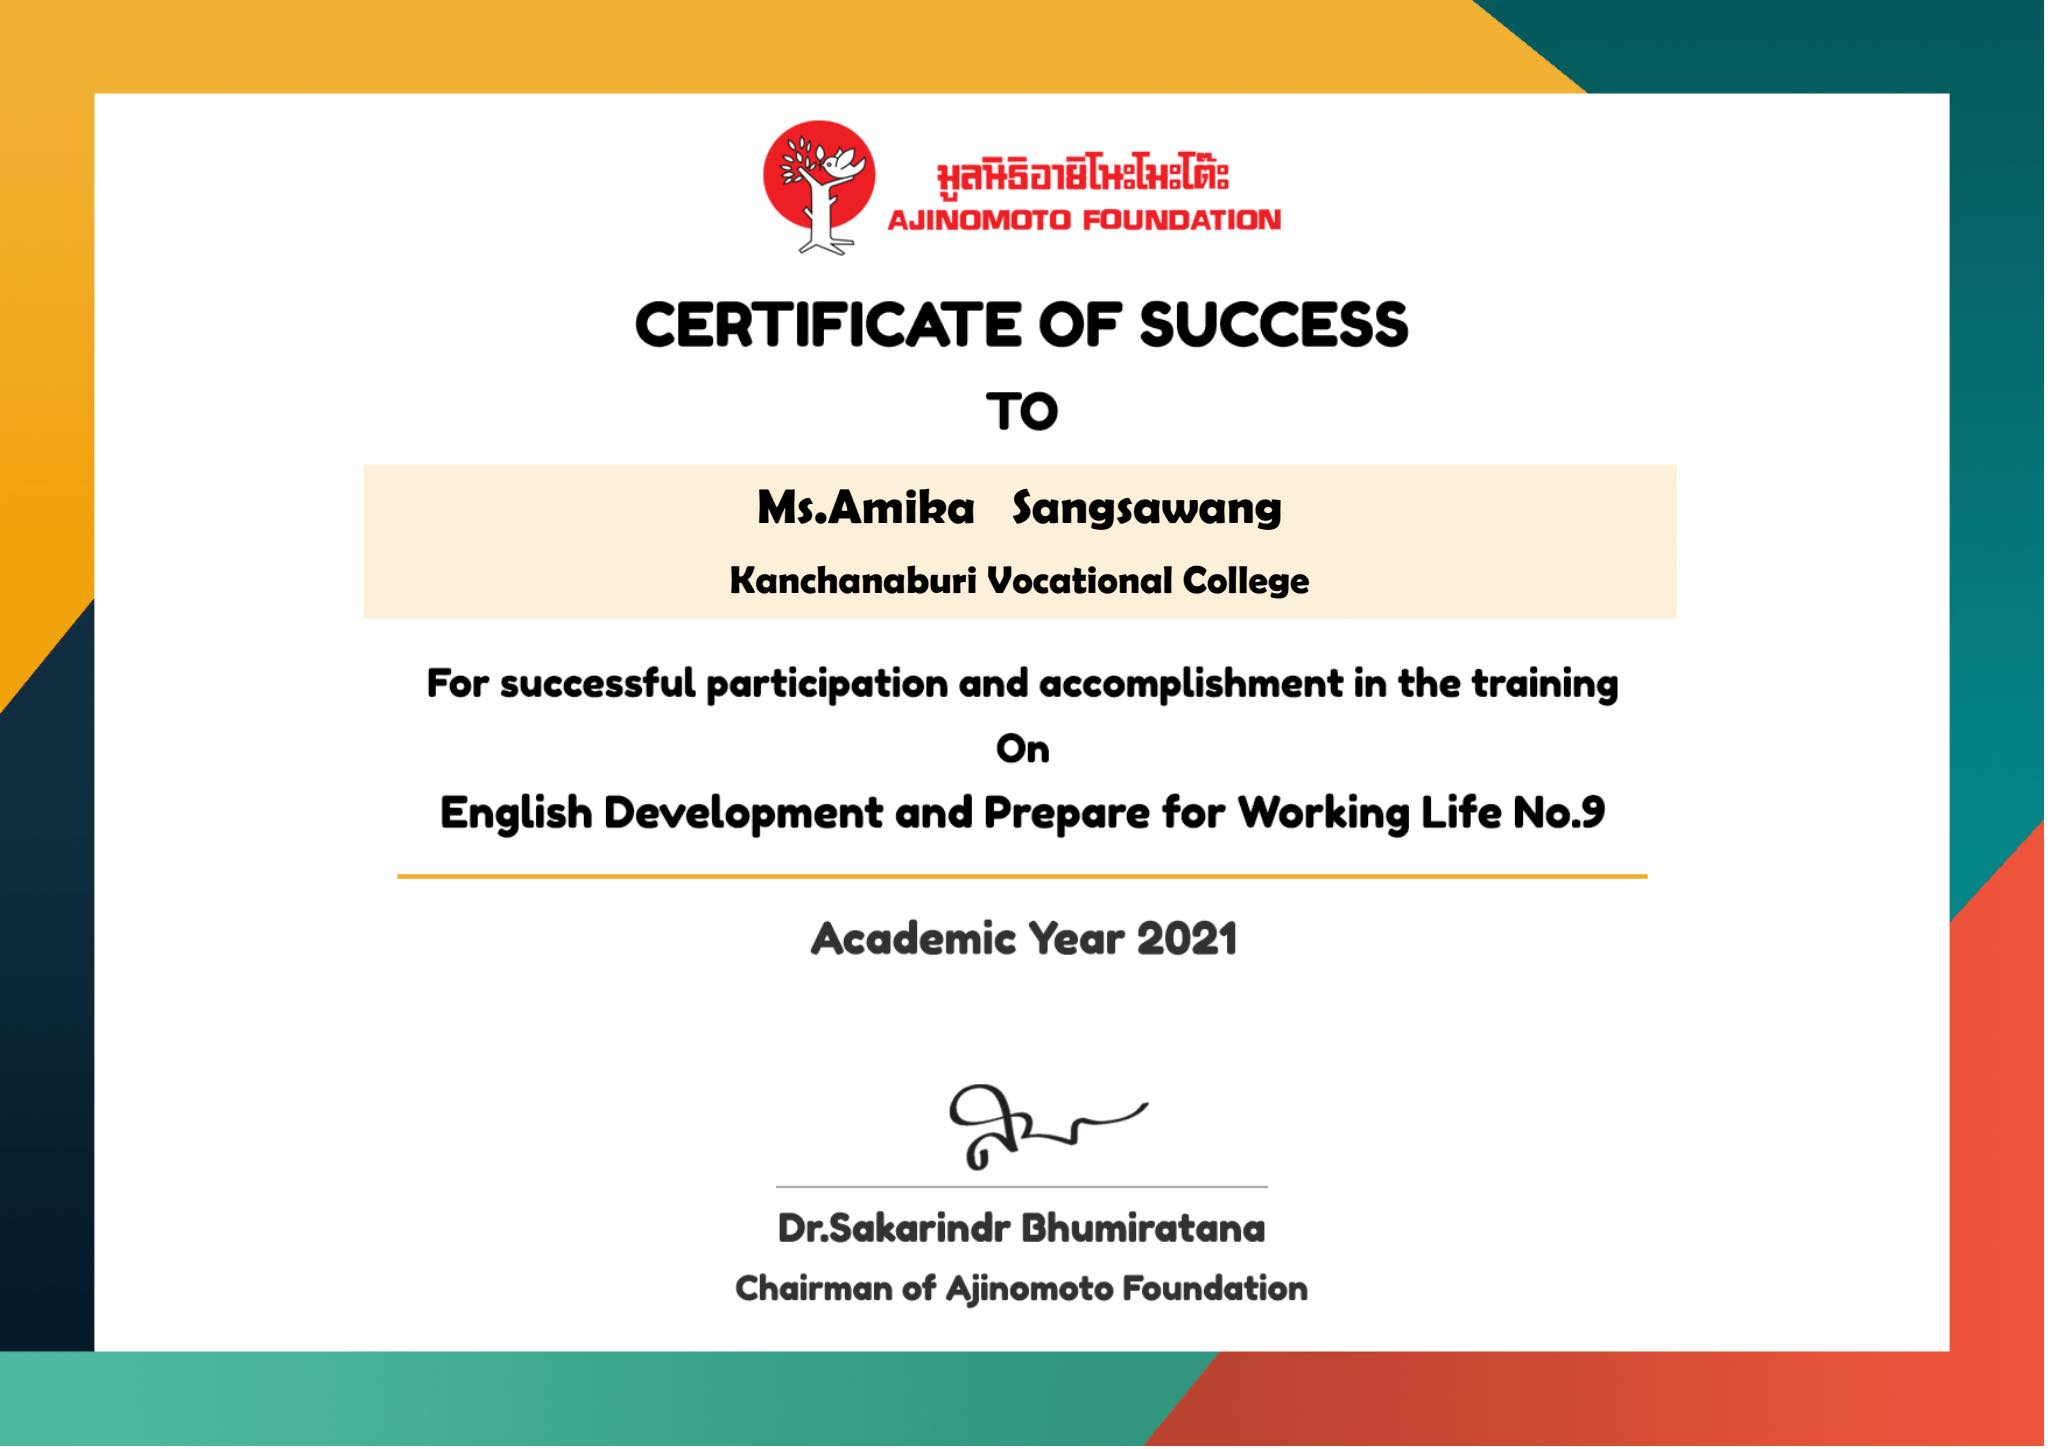 มูลนิธิอายิโนะโมะโต๊ะ
AJINOMOTO FOUNDATION
CERTIFICATE OF SUCCESS
TO
Ms.Amika Sangsawang
Kanchanaburi Vocational College
For successful participation and accomplishment in the training
On
English Development and Prepare for Working Life No.9
Academic Year 2021
Dr.Sakarindr Bhumiratana
Chairman of Ajinomoto Foundation